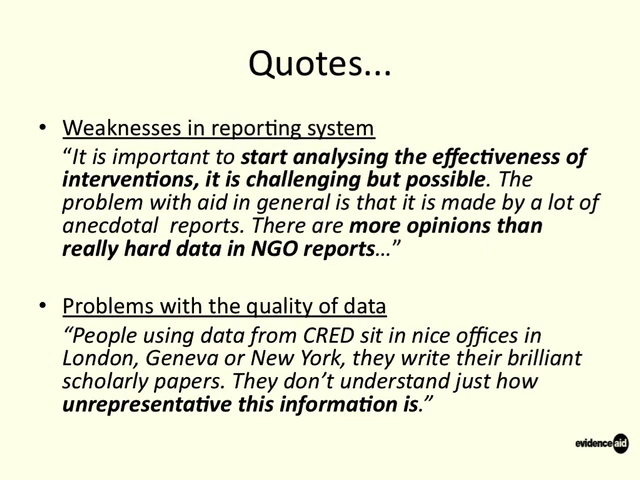 Quotes...
• Weaknesses in reporting system
“It is important to start analysing the effectiveness of
interventions, it is challenging but possible. The
problem with aid in general is that it is made by a lot of
anecdotal  reports. There are more opinions than
really hard data in NGO reports…”
• Problems with the quality of data
“People using data from CRED sit in nice offices in
London, Geneva or New York, they write their brilliant
scholarly papers. They don’t understand just how
unrepresentative this information is.”
evidence aid